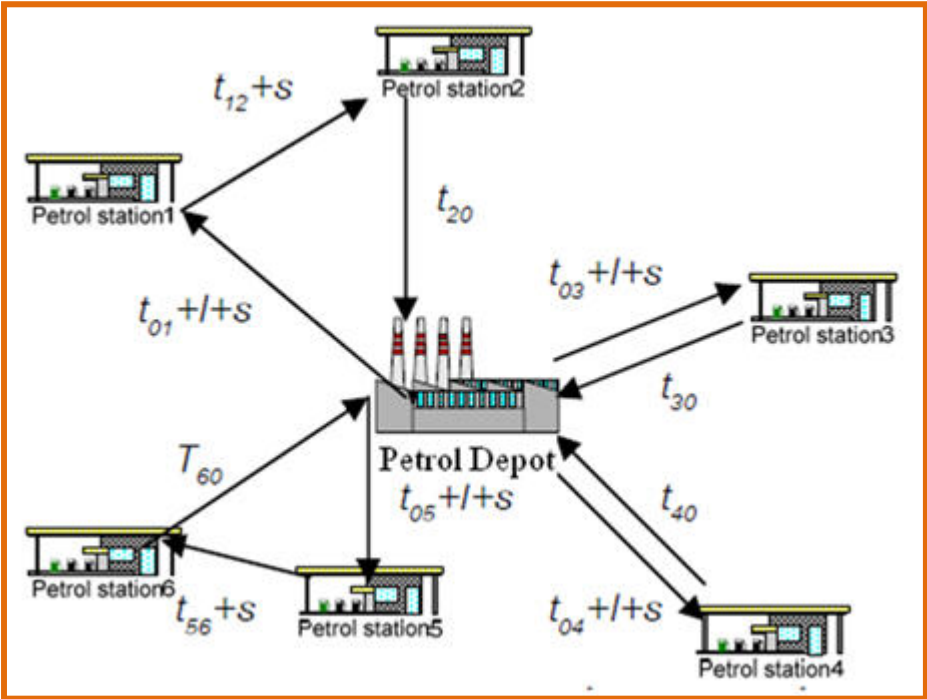 Petrol station2
t12+s
Petrol station1
t20
t03+l+s
t01+l+s
Petrol station3
t30
Petrol Depot
T60
t05+l+s
t40
Petrol station6
t56+s
Petrol station5
t04+l+s
Petrol station4